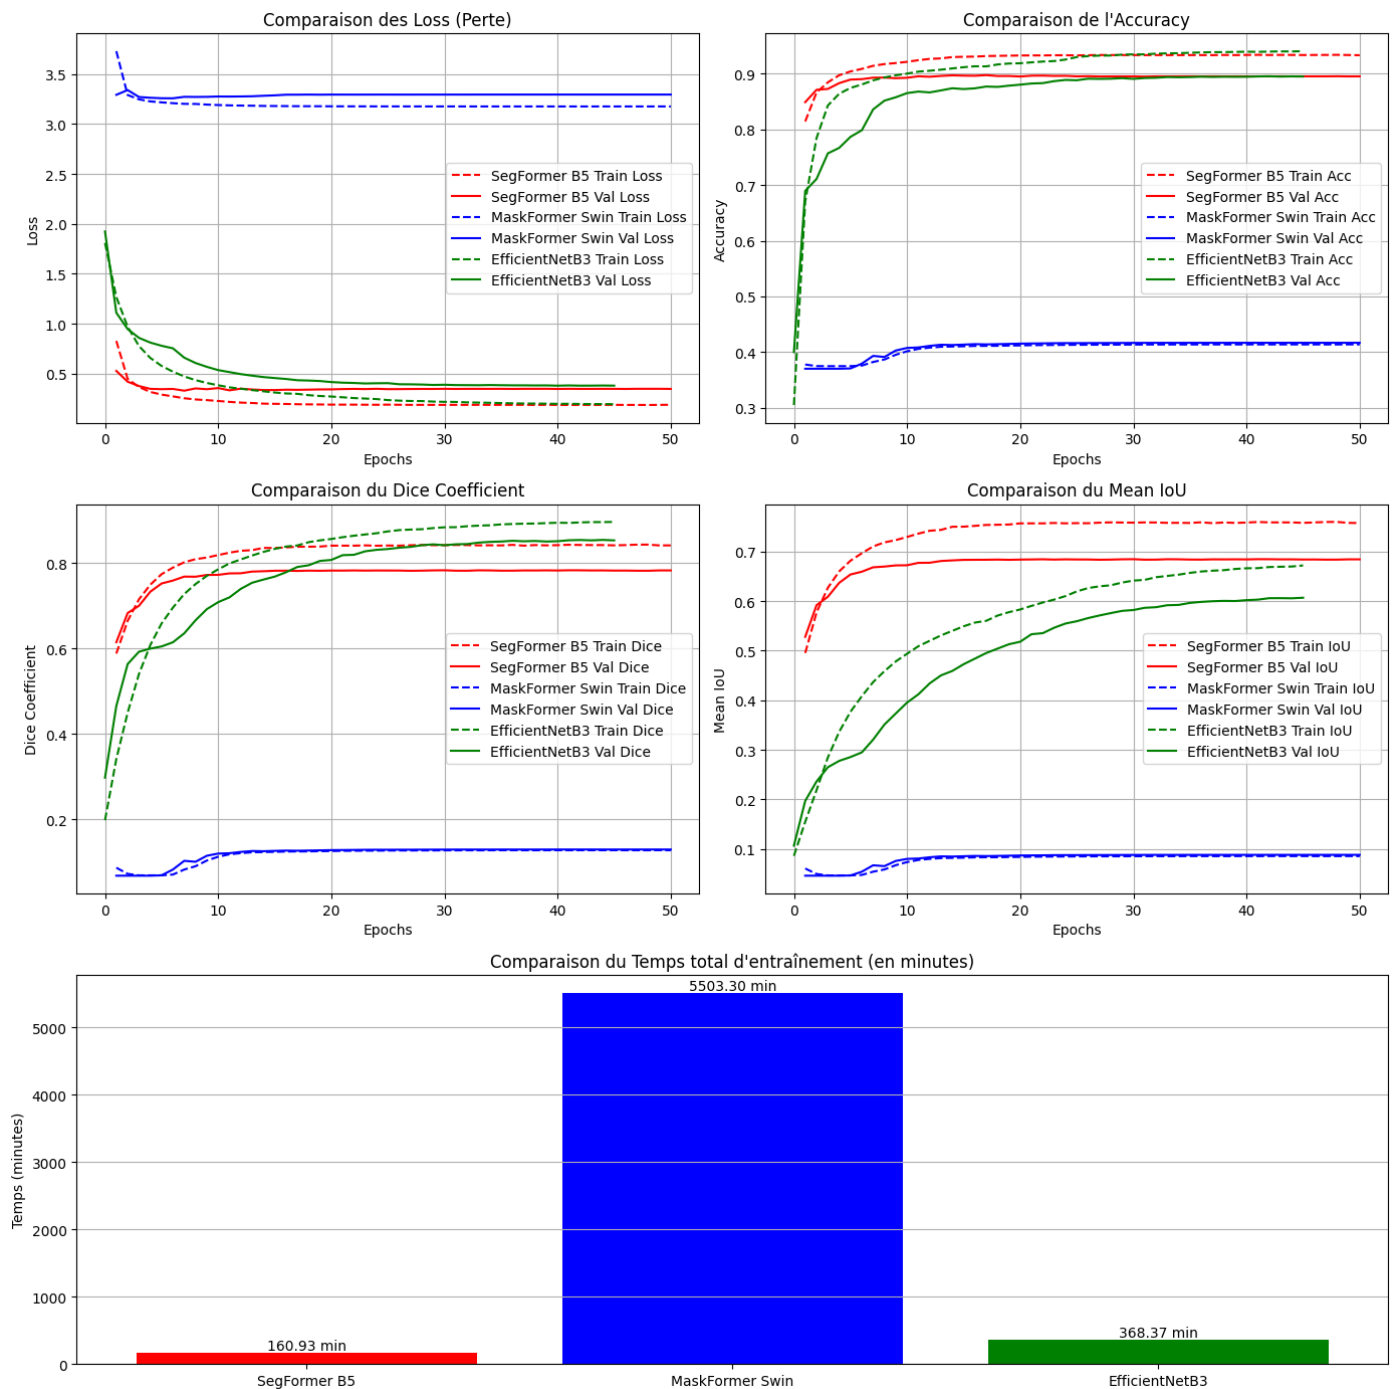 Comparaison des Loss (Perte)
Loss
3.5
3.0
2.5
2.0
1.5
1.0
0.5
SegFormer B5 Train Loss
SegFormer B5 Val Loss
MaskFormer Swin Train Loss
MaskFormer Swin Val Loss
EfficientNetB3 Train Loss
EfficientNetB3 Val Loss
0 10 20 30 40 50
Epochs
Comparaison de l'Accuracy
Accuracy
0.9
0.8
0.7
0.6
0.5
0.4
0.3
SegFormer B5 Train Acc
SegFormer B5 Val Acc
MaskFormer Swin Train Acc
MaskFormer Swin Val Acc
EfficientNetB3 Train Acc
EfficientNetB3 Val Acc
0 10 20 30 40 50
Epochs
Comparaison du Dice Coefficient
Dice Coefficient
0.8
0.6
0.4
0.2
SegFormer B5 Train Dice
SegFormer B5 Val Dice
MaskFormer Swin Train Dice
MaskFormer Swin Val Dice
EfficientNetB3 Train Dice
EfficientNetB3 Val Dice
0 10 20 30 40 50
Epochs
Comparaison du Mean IoU
Mean IoU
0.7
0.6
0.5
0.4
0.3
0.2
0.1
SegFormer B5 Train IoU
SegFormer B5 Val IoU
MaskFormer Swin Train IoU
MaskFormer Swin Val IoU
EfficientNetB3 Train IoU
EfficientNetB3 Val IoU
0 10 20 30 40 50
Epochs
Comparaison du Temps total d'entraînement (en minutes)
Temps (minutes)
5000
4000
3000
2000
1000
0
160.93 min
5503.30 min
368.37 min
SegFormer B5 MaskFormer Swin EfficientNetB3